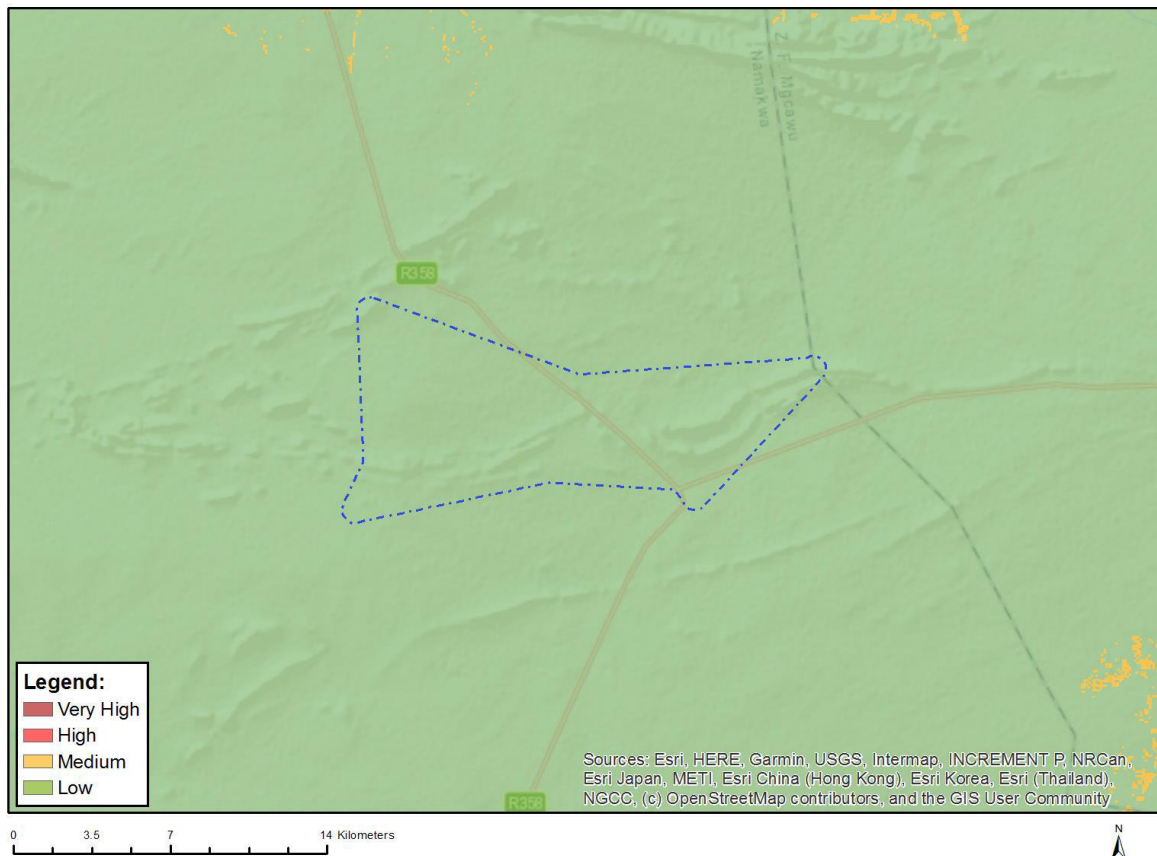 Z. F. Mgcawu
Namakwa
R358
R358
Legend:
Very High
High
Medium
Low
Sources: Esri, HERE, Garmin, USGS, Intermap, INCREMENT P, NRCan,
Esri Japan, METI, Esri China (Hong Kong), Esri Korea, Esri (Thailand),
NGCC, (c) OpenStreetMap contributors, and the GIS User Community
0 3.5 7 14 Kilometers
N